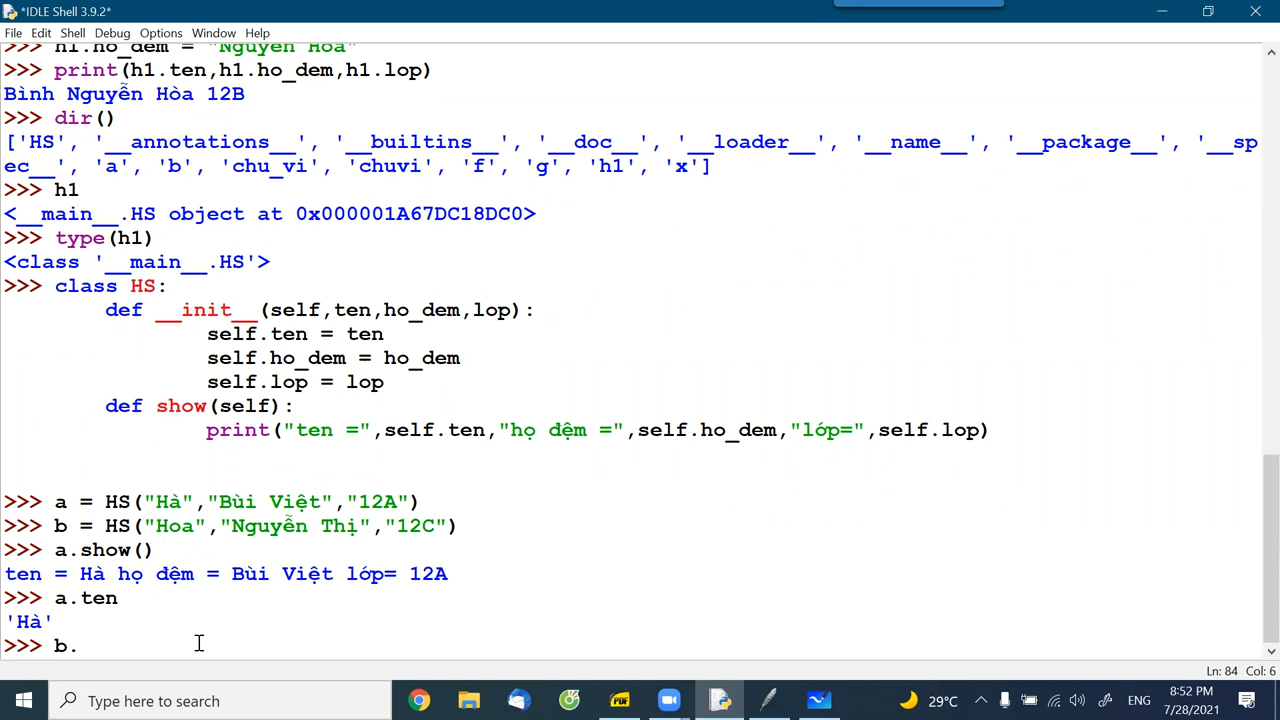 *IDLE Shell 3.9.2*
File Edit Shell Debug Options Window Help
>>> h1.ho_dem = "Nguyễn Hòa"
>>> print(h1.ten,h1.ho_dem,h1.lop)
Bình Nguyễn Hòa 12B
>>> dir()
['HS', '__annotations__', '__builtins__', '__doc__', '__loader__', '__name__', '__package__', '__sp
ec__', 'a', 'b', 'chu_vi', 'chuvi', 'f', 'g', 'h1', 'x']
>>> h1
<__main__.HS object at 0x000001A67DC18DC0>
>>> type(h1)
<class '__main__.HS'>
>>> class HS:
def __init__(self,ten,ho_dem,lop):
self.ten = ten
self.ho_dem = ho_dem
self.lop = lop
def show(self):
print("ten =",self.ten,"họ đệm =",self.ho_dem,"lớp=",self.lop)
>>> a = HS("Hà","Bùi Việt","12A")
>>> b = HS("Hoa","Nguyễn Thị","12C")
>>> a.show()
ten = Hà họ đệm = Bùi Việt lớp= 12A
>>> a.ten
'Hà'
>>> b.
Ln: 84 Col: 6
Type here to search
PDF
29°C
ENG
8:52 PM
7/28/2021